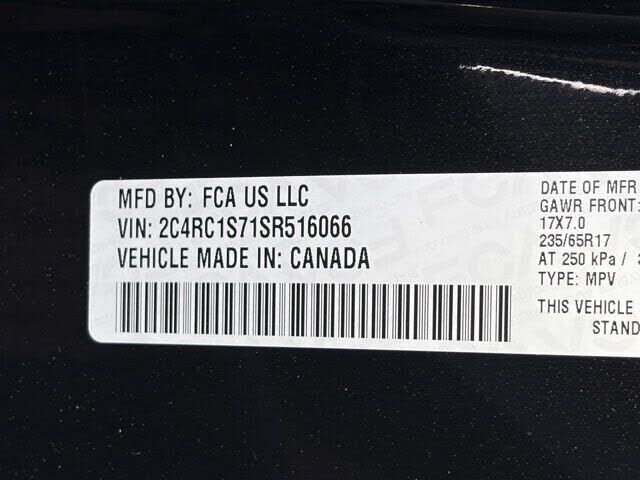 MFD BY: FCA US LLC
VIN: 2C4RC1S71SR516066
VEHICLE MADE IN: CANADA
DATE OF MFR
GAWR FRONT:
17X7.0
235/65R17
AT 250 kPa /
TYPE: MPV
THIS VEHICLE
STAND